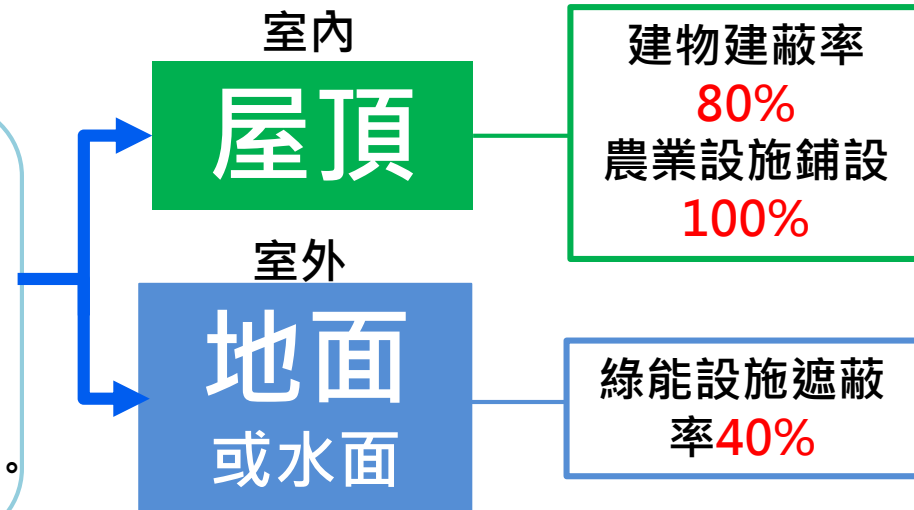 室內
屋頂
建物建蔽率
80%
農業設施鋪設
100%
室外
地面
或水面
綠能設施遮蔽
率40%
。